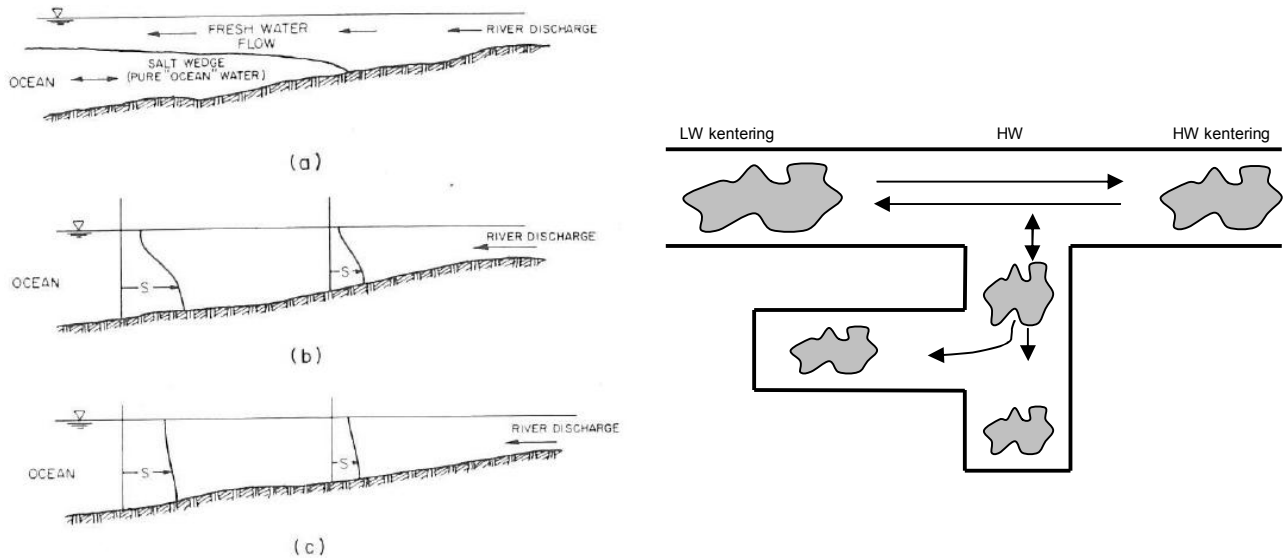 FRESH WATER
FLOW
RIVER DISCHARGE
SALT WEDGE
(PURE "OCEAN" WATER)
OCEAN
(a)
RIVER DISCHARGE
OCEAN
S
S
(b)
RIVER DISCHARGE
OCEAN
S
S
(c)
LW kentering
HW
HW kentering